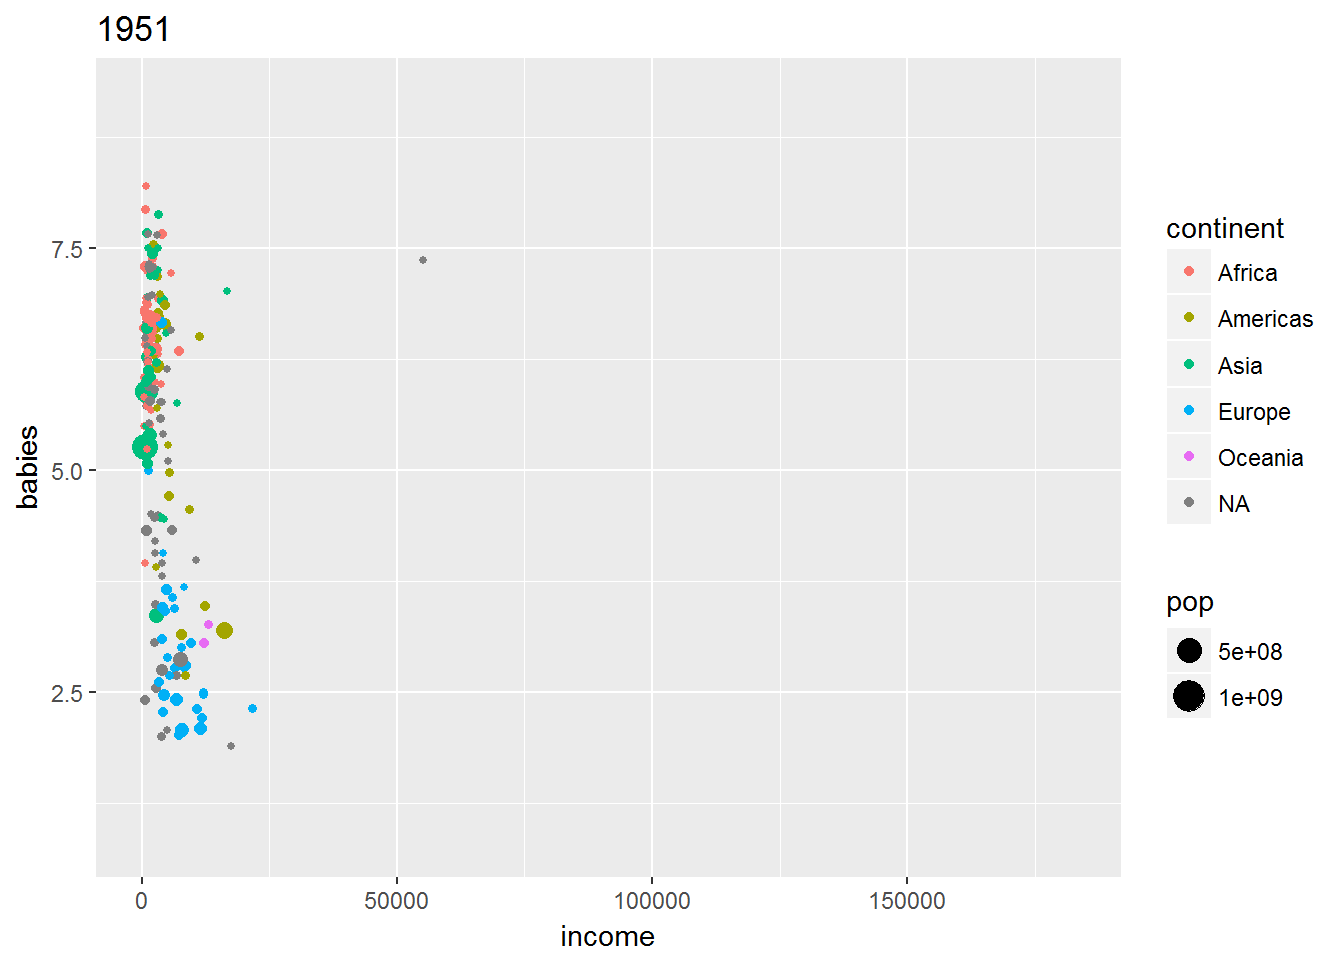 1951
babies
7.5
5.0
2.5
0
50000
100000
150000
income
continent
Africa
Americas
Asia
Europe
Oceania
NA
pop
5e+08
1e+09